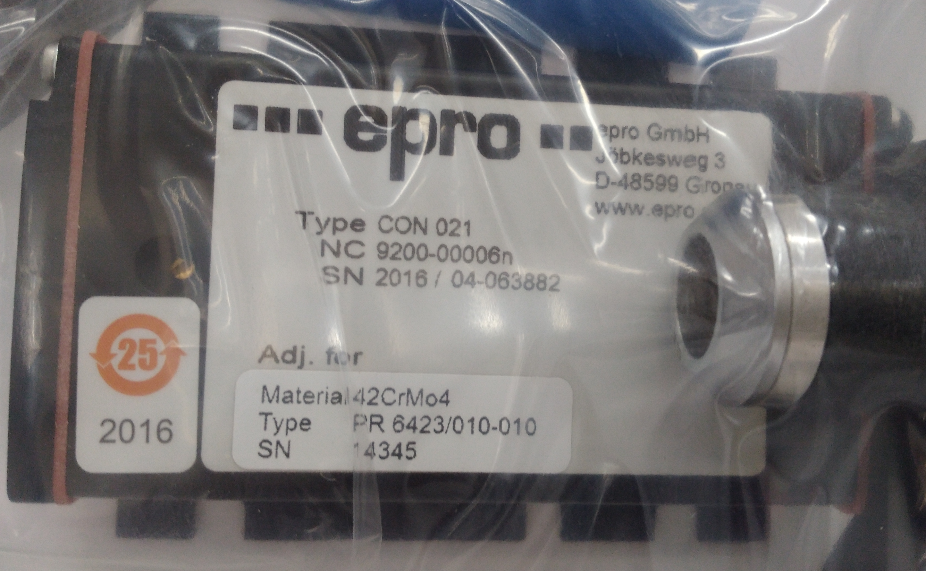 epro
epro GmbH
Jöbkesweg 3
D-48599
www.epro
Type CON 021
NC 9200-00006n
SN 2016 / 04-063882
Adj. for
Material 42CrMo4
Type PR 6423/010-010
SN 14345
25
2016